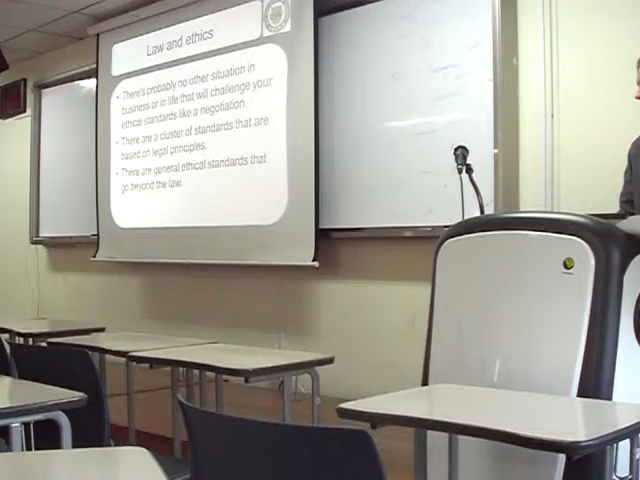 Law and ethics
• There's probably no other situation in
business or in life that will challenge your
ethical standards like a negotiation.
• There are a cluster of standards that are
based on legal principles.
• There are general ethical standards that
go beyond the law.